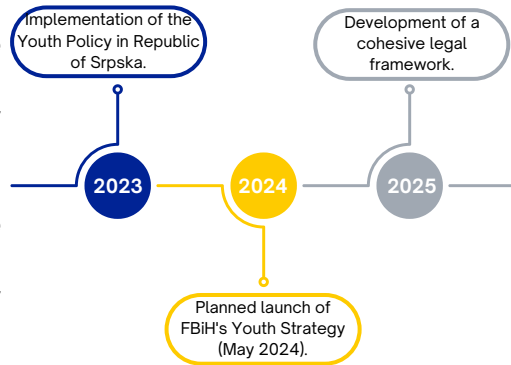 Implementation of the
Youth Policy in Republic
of Srpska.
Development of a
cohesive legal
framework.
2023
2024
2025
Planned launch of
FBiH's Youth Strategy
(May 2024).